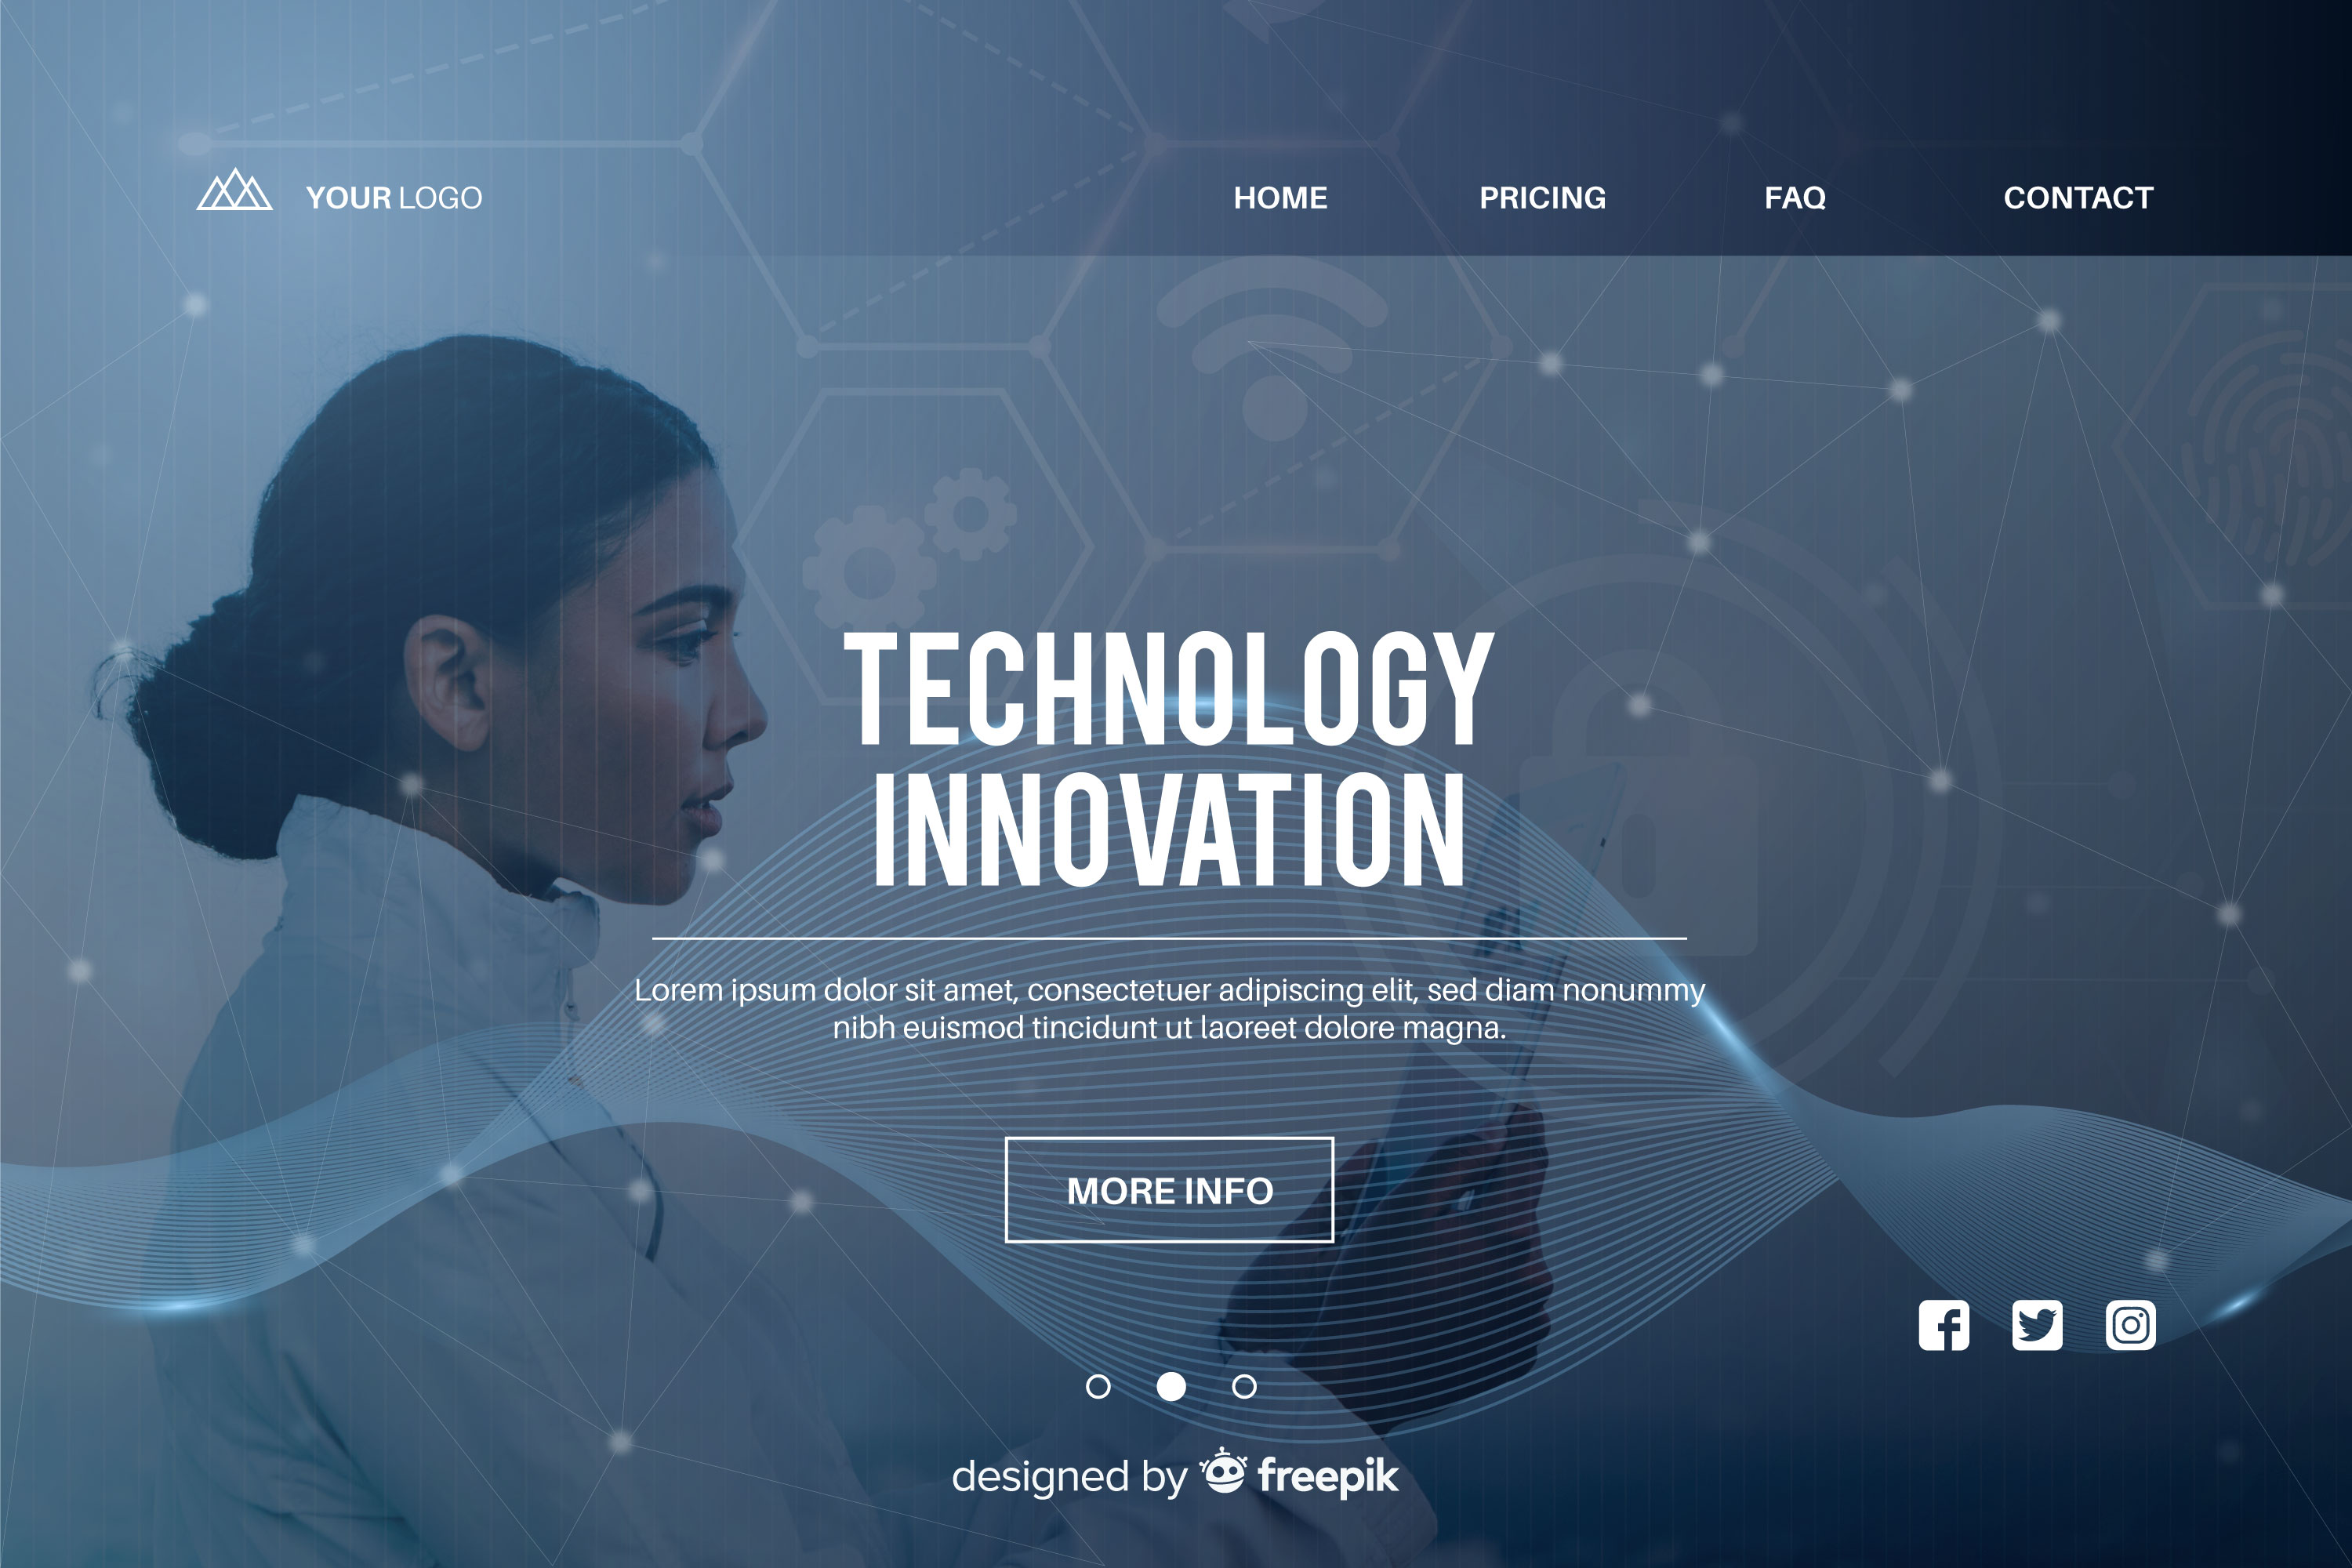 YOUR LOGO
HOME
PRICING
FAQ
CONTACT
TECHNOLOGY
INNOVATION
Lorem ipsum dolor sit amet, consectetuer adipiscing elit, sed diam nonummy
nibh euismod tincidunt ut laoreet dolore magna.
MORE INFO
designed by freepik